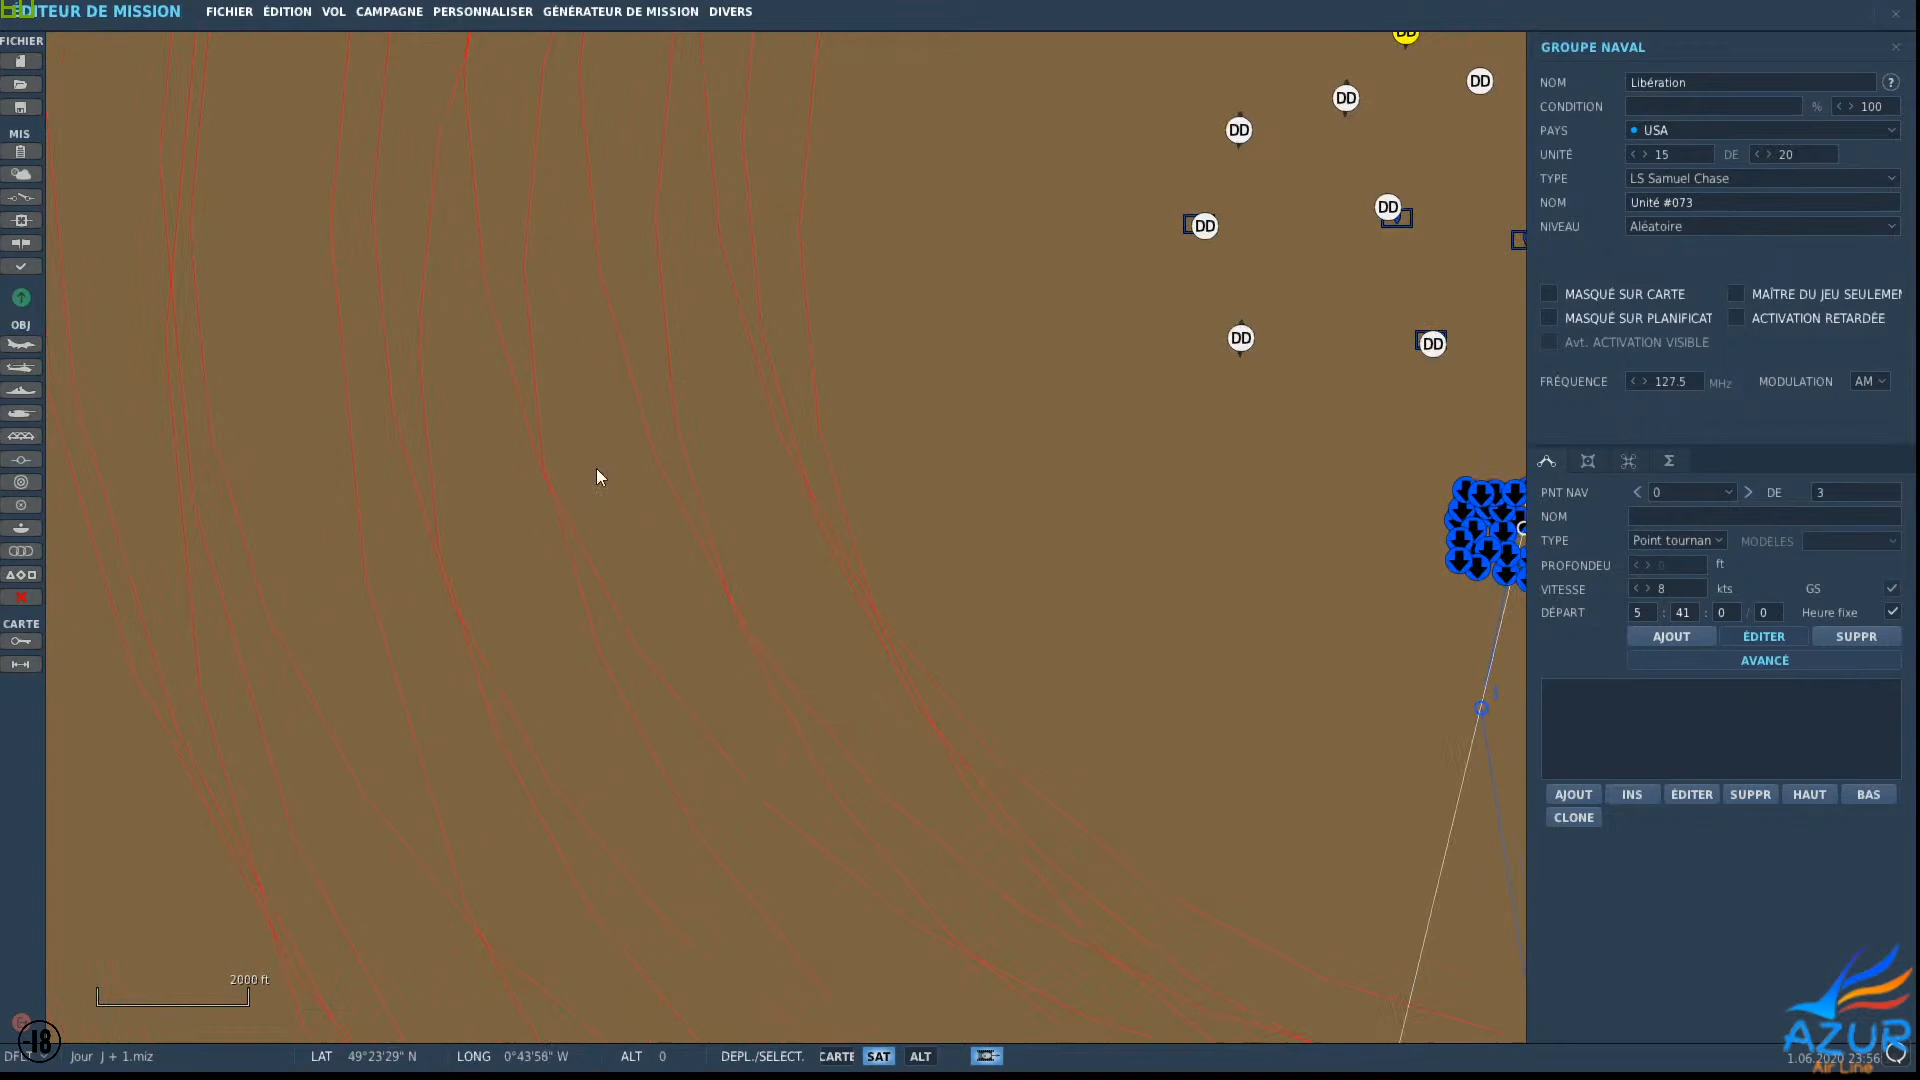 ÉDITEUR DE MISSION
FICHIER ÉDITION VOL CAMPAGNE PERSONNALISER GÉNÉRATEUR DE MISSION DIVERS
FICHIER
MIS
OBJ
CARTE
DD
DD
DD
DD
DD
DD
DD
DD
2000 ft
GROUPE NAVAL
NOM Libération ?
CONDITION % 100
PAYS USA
UNITÉ 15 DE 20
TYPE LS Samuel Chase
NOM Unité #073
NIVEAU Aléatoire
MASQUÉ SUR CARTE MAÎTRE DU JEU SEULEMEN
MASQUÉ SUR PLANIFICAT ACTIVATION RETARDÉE
Avt. ACTIVATION VISIBLE
FRÉQUENCE 127.5 MHz MODULATION AM
PNT NAV 0 DE 3
NOM
TYPE Point tournan MODÈLES
PROFONDEU 0 ft
VITESSE 8 kts GS
DÉPART 5 : 41 : 0 / 0 Heure fixe
AJOUT ÉDITER SUPPR
AVANCÉ
AJOUT INS ÉDITER SUPPR HAUT BAS
CLONE
AZUR
Air Line
-18
Jour J + 1.miz LAT 49°23'29" N LONG 0°43'58" W ALT 0 DEPL./SELECT. CARTE SAT ALT 1.06.2020 23:56